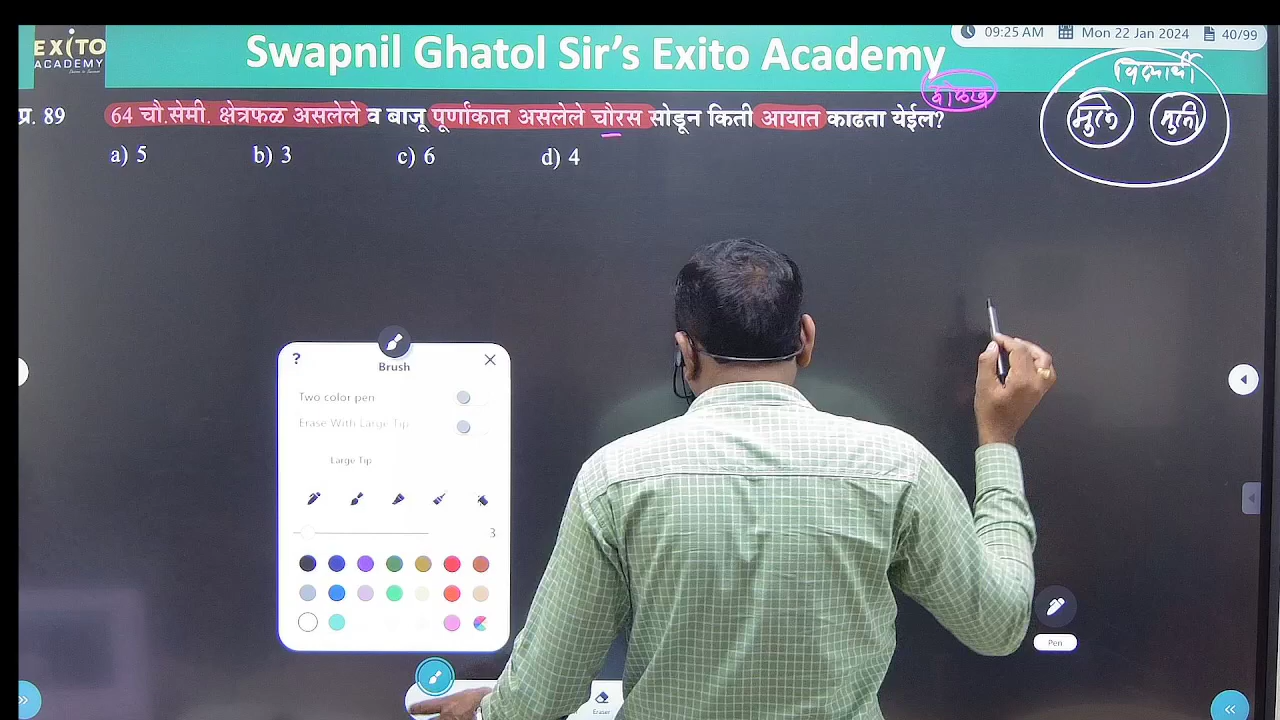 EXiTO
ACADEMY
Swapnil Ghatol Sir's Exito Academy
09:25 AM Mon 22 Jan 2024 40/99
विद्यार्थी
मुले मुली
ओळख
प्र. 89 64 चौ.सेमी. क्षेत्रफळ असलेले व बाजू पूर्णाकात असलेले चौरस सोडून किती आयात काढता येईल?
a) 5 b) 3 c) 6 d) 4
?
Brush
Two color pen
Erase With Large Tip
Large Tip
3
Pen
Eraser